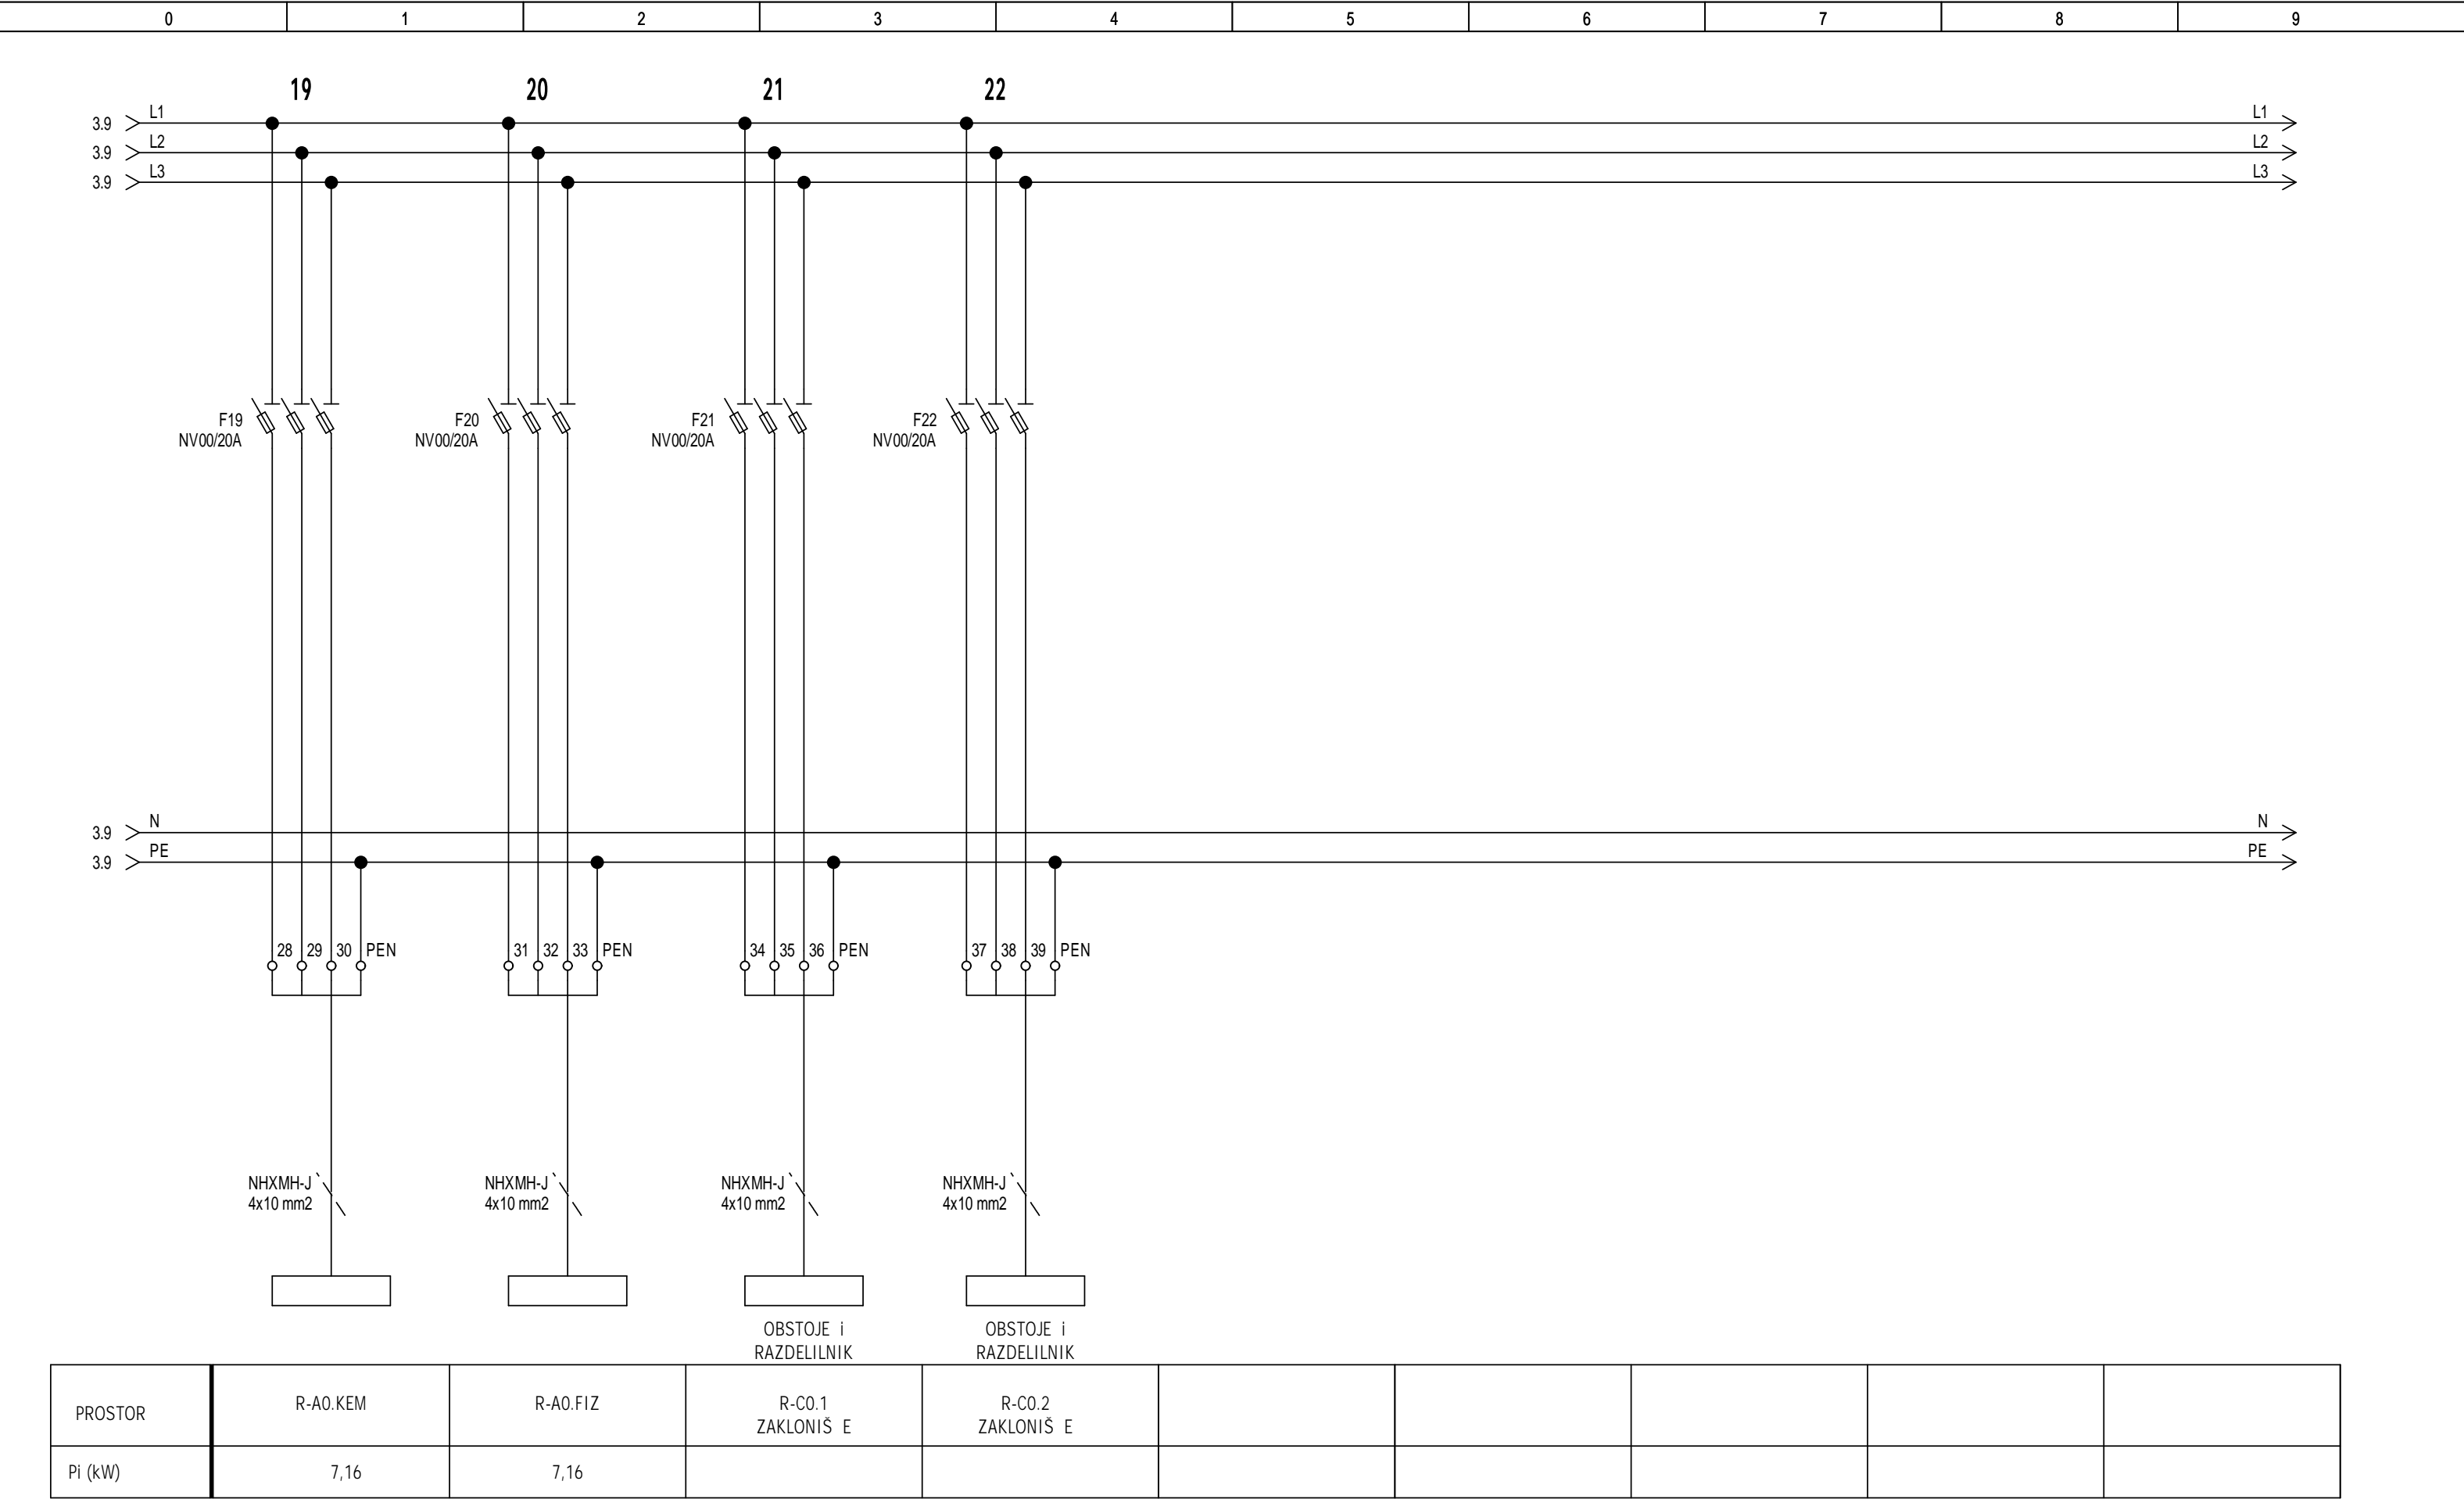 0 1 2 3 4 5 6 7 8 9
19 20 21 22
3.9 L1 L1
3.9 L2 L2
3.9 L3 L3
F19 F20 F21 F22
NV00/20A NV00/20A NV00/20A NV00/20A
3.9 N N
3.9 PE PE
28 29 30 PEN 31 32 33 PEN 34 35 36 PEN 37 38 39 PEN
NHXMH-J NHXMH-J NHXMH-J NHXMH-J
4x10 mm2 4x10 mm2 4x10 mm2 4x10 mm2
OBSTOJE i OBSTOJE i
RAZDELILNIK RAZDELILNIK
PROSTOR R-A0.KEM R-A0.FIZ R-C0.1 R-C0.2
ZAKLONIŠ E ZAKLONIŠ E
Pi (kW) 7,16 7,16